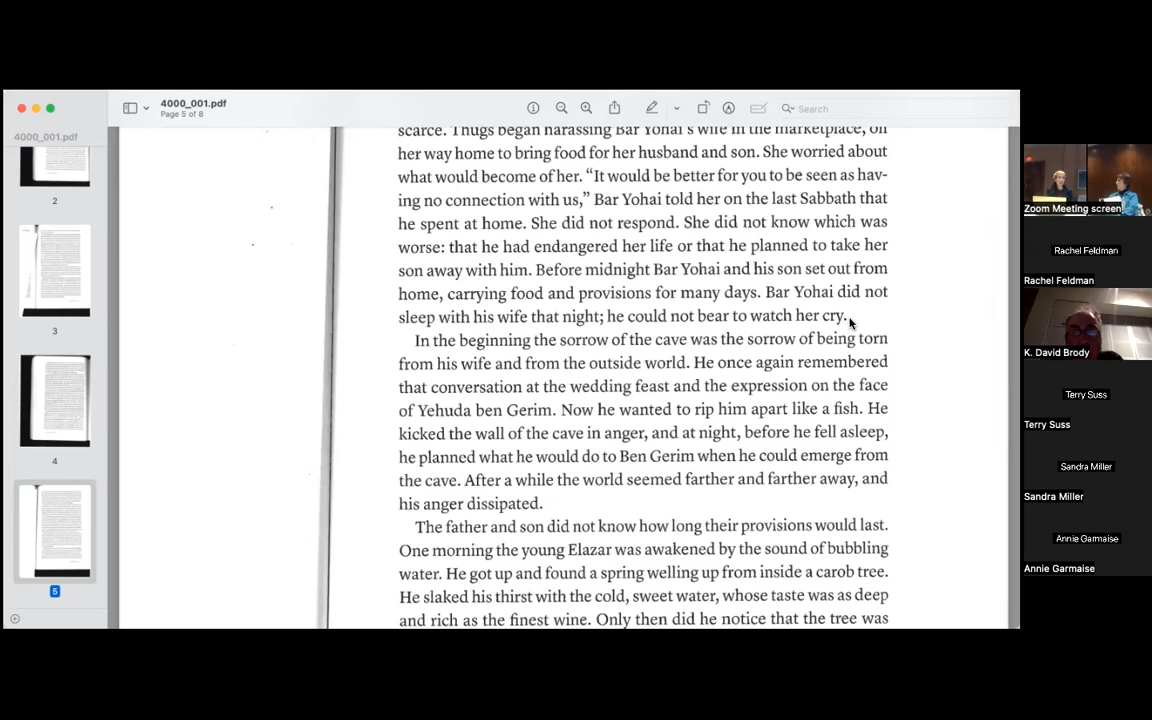 4000_001.pdf
Page 5 of 8
Search
4000_001.pdf
2
3
4
5
scarce. Thugs began harassing Bar Yohai's wife in the marketplace, on
her way home to bring food for her husband and son. She worried about
what would become of her. “It would be better for you to be seen as hav-
ing no connection with us,” Bar Yohai told her on the last Sabbath that
he spent at home. She did not respond. She did not know which was
worse: that he had endangered her life or that he planned to take her
son away with him. Before midnight Bar Yohai and his son set out from
home, carrying food and provisions for many days. Bar Yohai did not
sleep with his wife that night; he could not bear to watch her cry.
In the beginning the sorrow of the cave was the sorrow of being torn
from his wife and from the outside world. He once again remembered
that conversation at the wedding feast and the expression on the face
of Yehuda ben Gerim. Now he wanted to rip him apart like a fish. He
kicked the wall of the cave in anger, and at night, before he fell asleep,
he planned what he would do to Ben Gerim when he could emerge from
the cave. After a while the world seemed farther and farther away, and
his anger dissipated.
The father and son did not know how long their provisions would last.
One morning the young Elazar was awakened by the sound of bubbling
water. He got up and found a spring welling up from inside a carob tree.
He slaked his thirst with the cold, sweet water, whose taste was as deep
and rich as the finest wine. Only then did he notice that the tree was
Zoom Meeting screen
Rachel Feldman
Rachel Feldman
K. David Brody
Terry Suss
Terry Suss
Sandra Miller
Sandra Miller
Annie Garmaise
Annie Garmaise